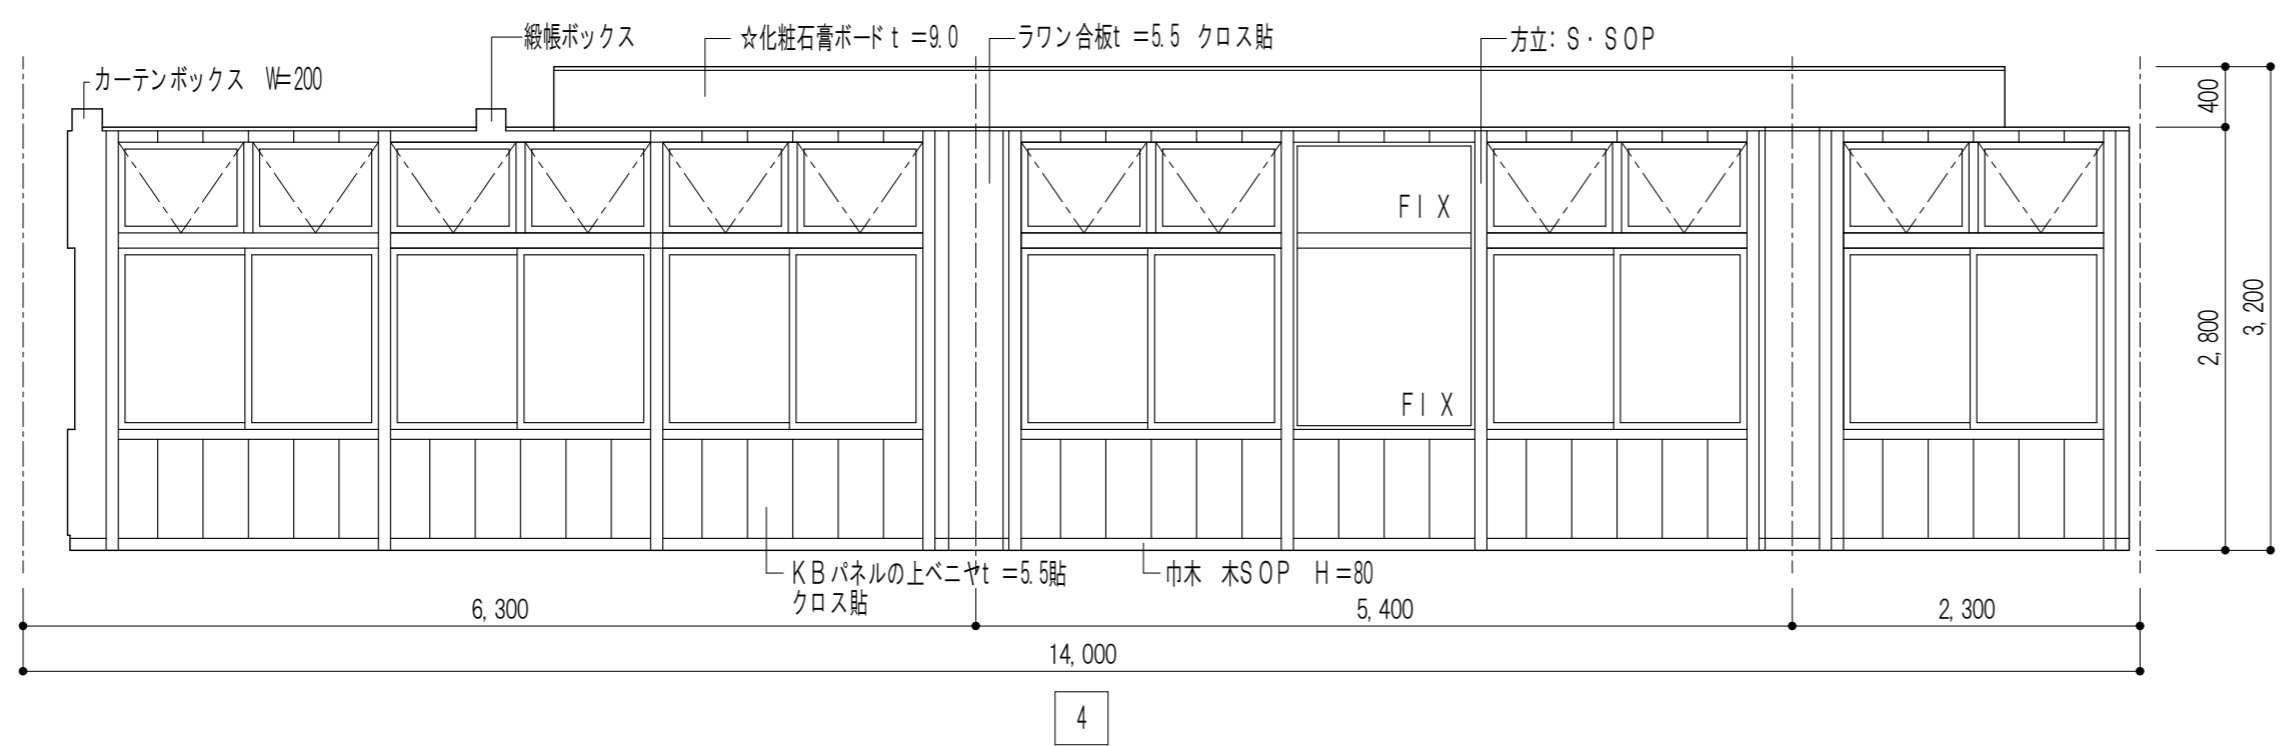 緞帳ボックス
☆化粧石膏ボードt=9.0
ラワン合板t=5.5 クロス貼
方立: S・SOP
カーテンボックス W=200
400
FIX
2,800
3,200
FIX
KBパネルの上ベニヤt=5.5貼
クロス貼
巾木 木SOP H=80
6,300
5,400
2,300
14,000
4